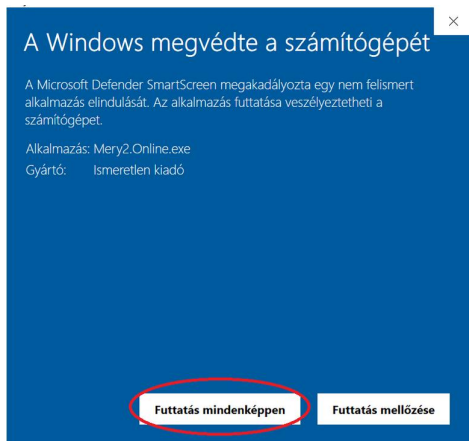 A Windows megvédte a számítógépét
A Microsoft Defender SmartScreen megakadályozta egy nem felismert
alkalmazás elindulását. Az alkalmazás futtatása veszélyeztetheti a
számítógépet.
Alkalmazás: Mery2.Online.exe
Gyártó: Ismeretlen kiadó
Futtatás mindenképpen
Futtatás mellőzése